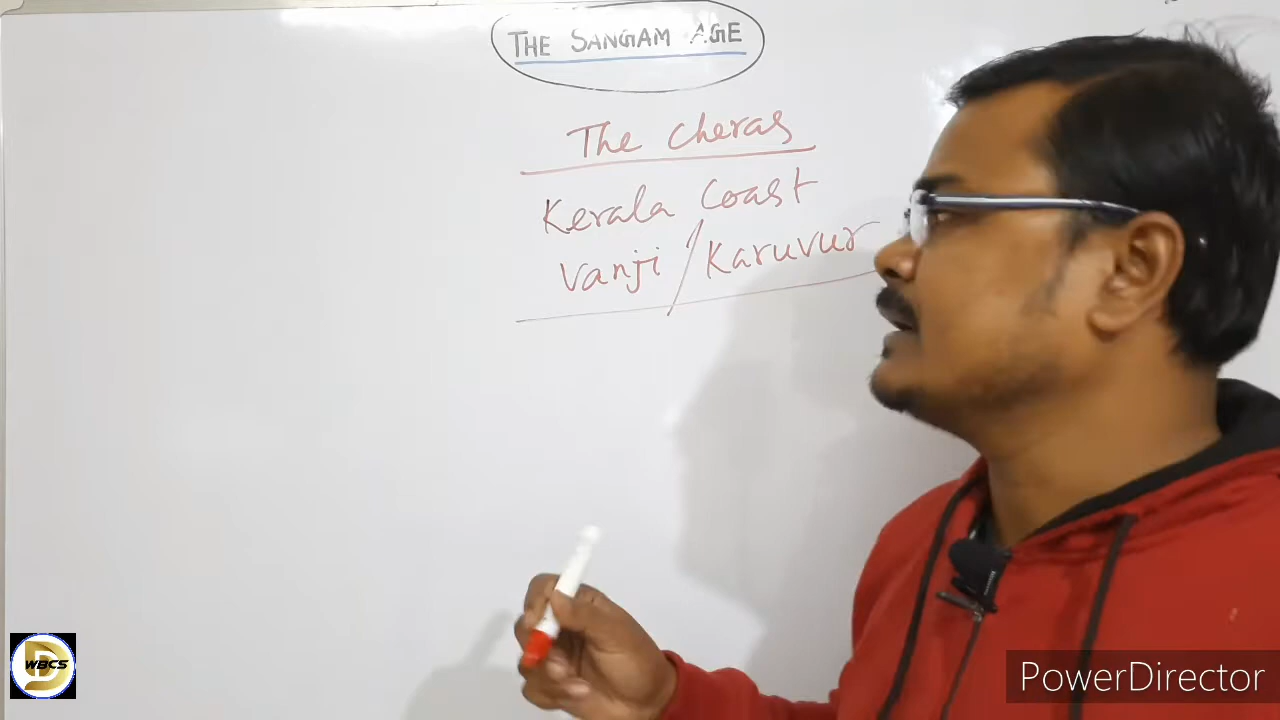 THE SANGAM AGE
The Cheras
Kerala Coast
Vanji / Karuvur
WBCS
PowerDirector